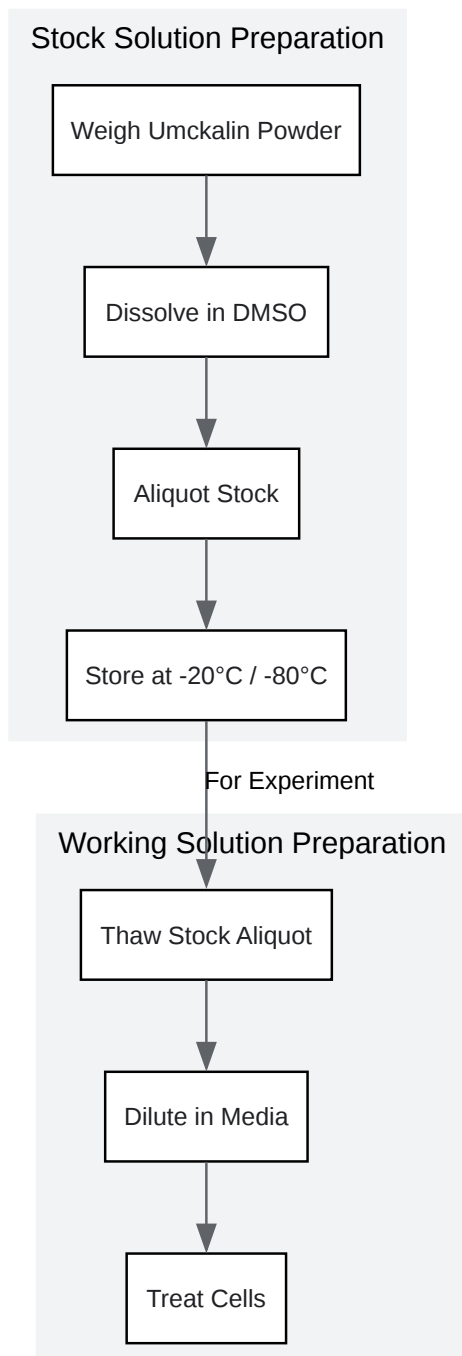 Stock Solution Preparation
Weigh Umckalin Powder
Dissolve in DMSO
Aliquot Stock
Store at -20°C / -80°C
For Experiment
Working Solution Preparation
Thaw Stock Aliquot
Dilute in Media
Treat Cells